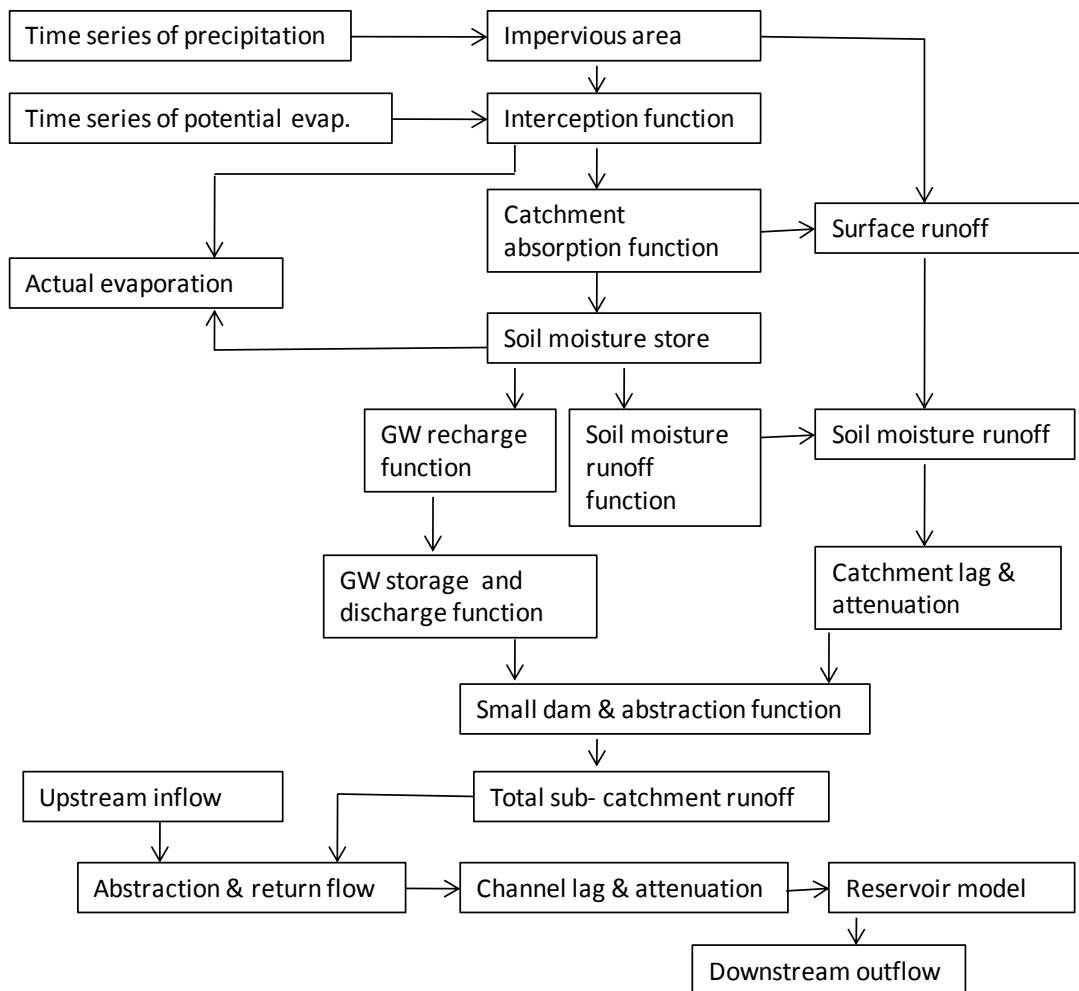 Time series of precipitation
Impervious area
Time series of potential evap.
Interception function
Catchment
absorption function
Surface runoff
Actual evaporation
Soil moisture store
GW recharge
function
Soil moisture
runoff
function
Soil moisture runoff
GW storage and
discharge function
Catchment lag &
attenuation
Small dam & abstraction function
Upstream inflow
Total sub- catchment runoff
Abstraction & return flow
Channel lag & attenuation
Reservoir model
Downstream outflow